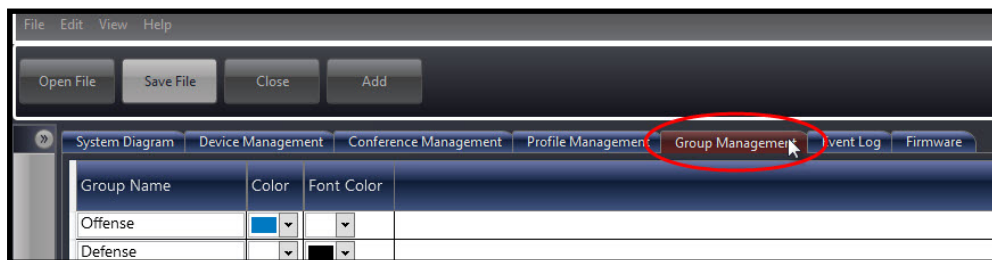 File Edit View Help
Open File Save File Close Add
System Diagram Device Management Conference Management Profile Management Group Management Event Log Firmware
Group Name Color Font Color
Offense
Defense